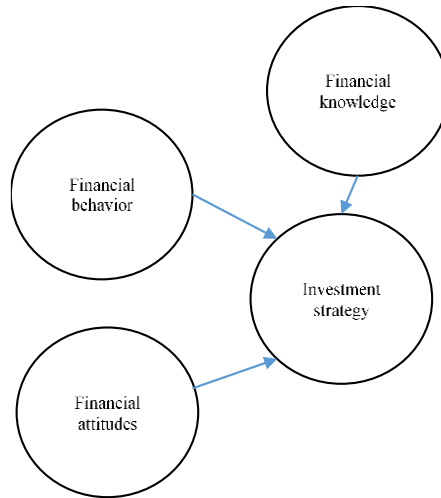 Financial
knowledge
Financial
behavior
Investment
strategy
Financial
attitudes